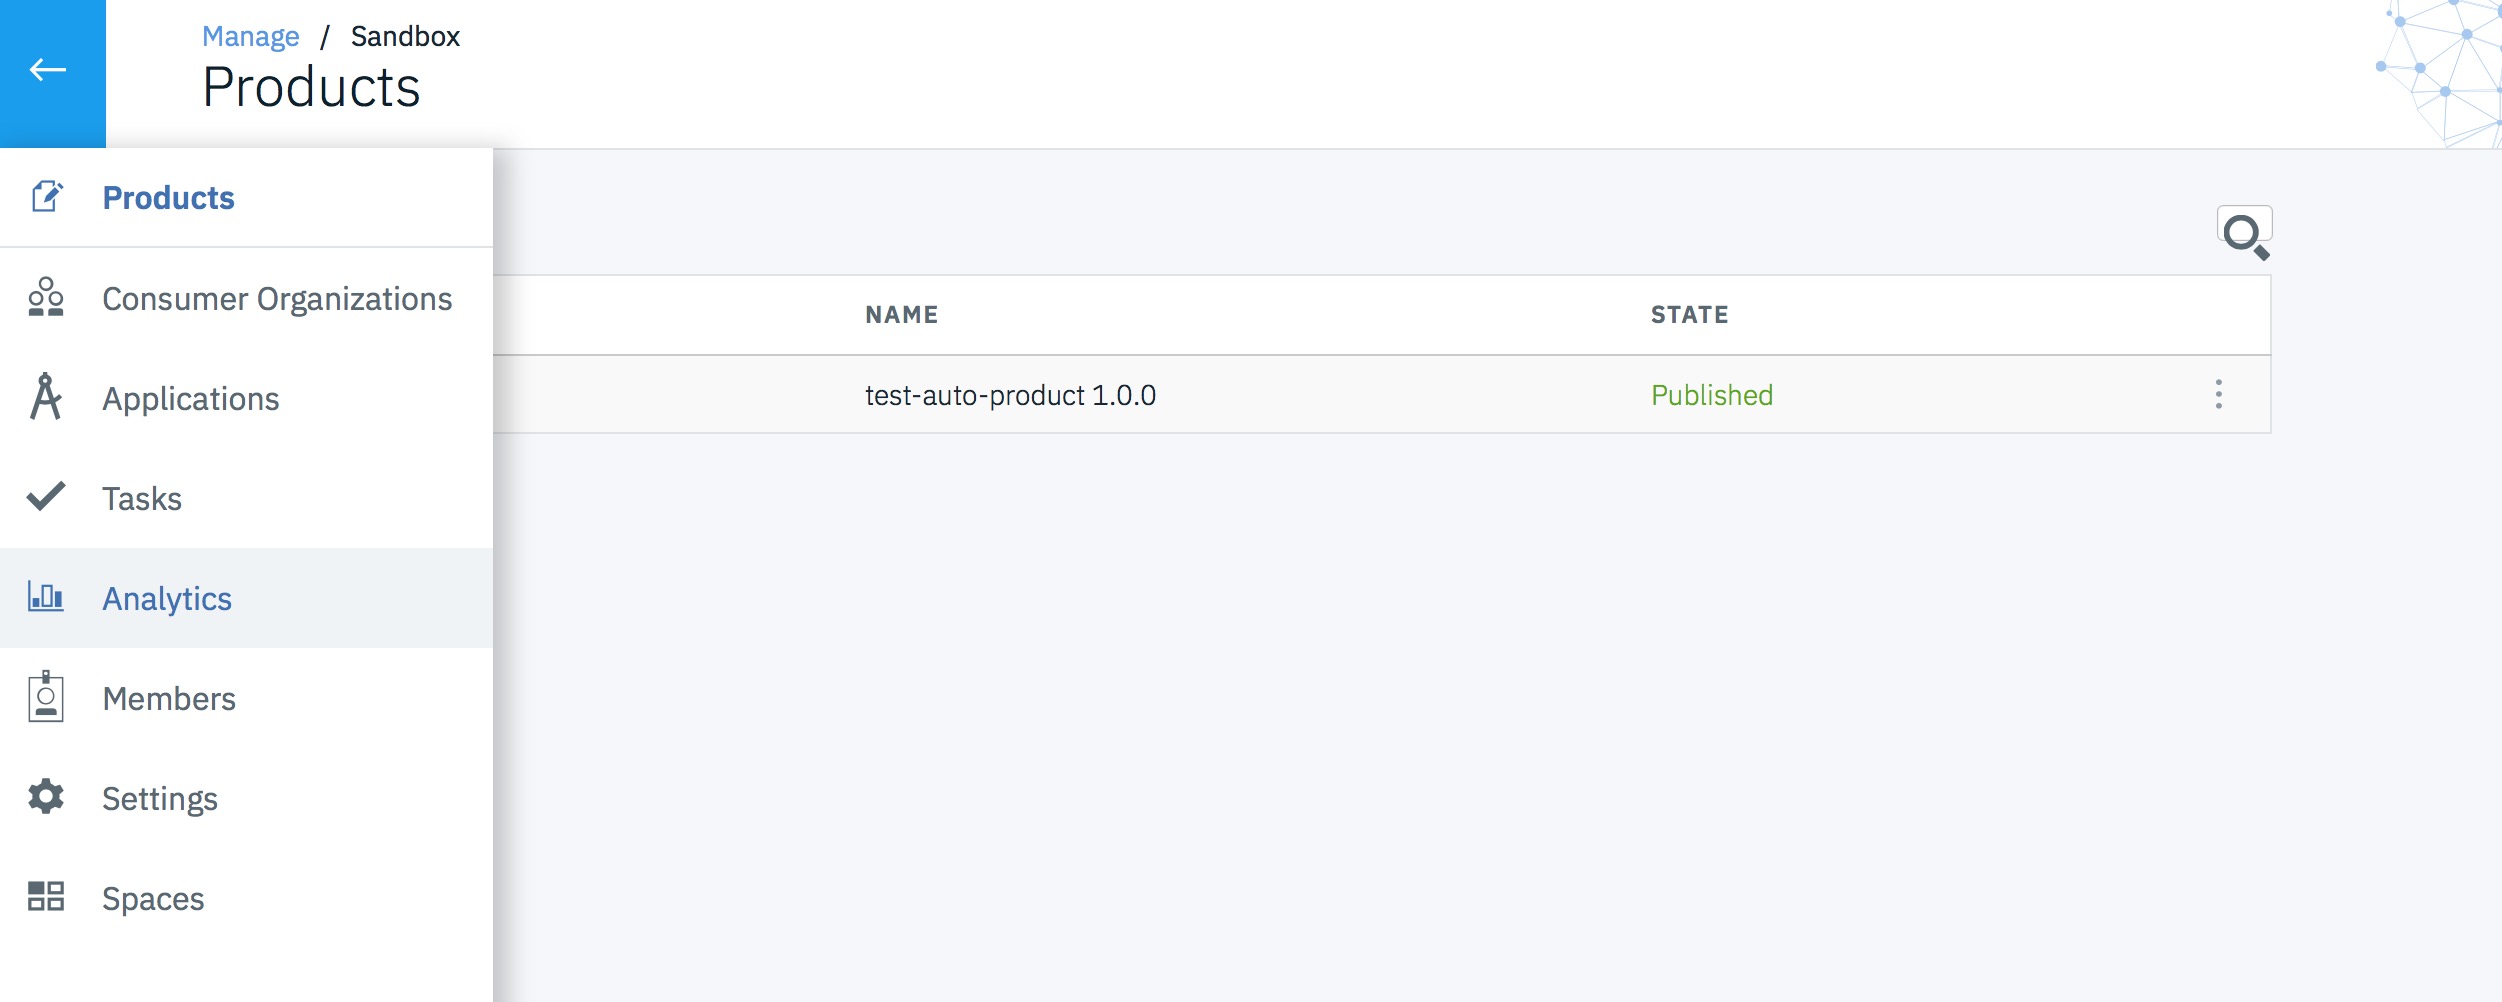 Manage / Sandbox
Products
Products
Consumer Organizations
Applications
Tasks
Analytics
Members
Settings
Spaces
NAME STATE
test-auto-product 1.0.0 Published